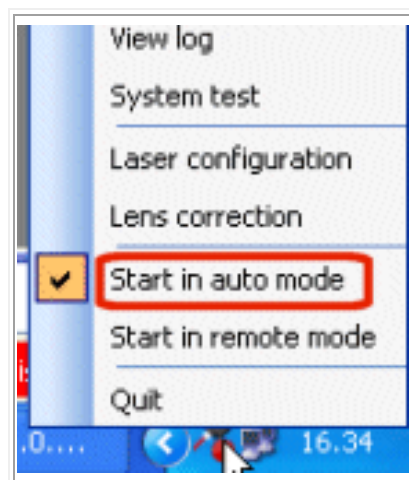 View log
System test
Laser configuration
Lens correction
Start in auto mode
Start in remote mode
Quit
.0....
16.34